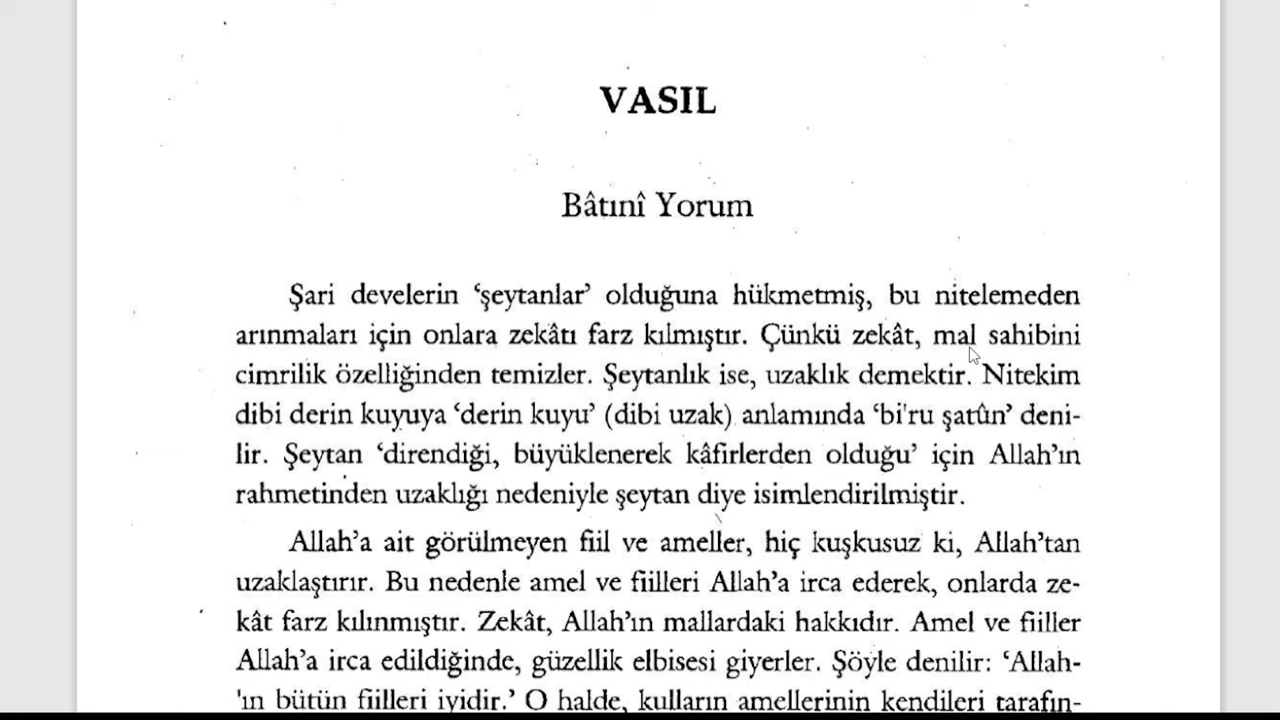 VASIL
Bâtınî Yorum
Şari develerin ‘şeytanlar’ olduğuna hükmetmiş, bu nitelemeden
arınmaları için onlara zekâtı farz kılmıştır. Çünkü zekât, mal sahibini
cimrilik özelliğinden temizler. Şeytanlık ise, uzaklık demektir. Nitekim
dibi derin kuyuya ‘derin kuyu’ (dibi uzak) anlamında ‘bi'ru şatûn’ deni-
lir. Şeytan ‘direndiği, büyüklenerek kâfirlerden olduğu’ için Allah’ın
rahmetinden uzaklığı nedeniyle şeytan diye isimlendirilmiştir.
Allah’a ait görülmeyen fiil ve ameller, hiç kuşkusuz ki, Allah’tan
uzaklaştırır. Bu nedenle amel ve fiilleri Allah’a irca ederek, onlarda ze-
kât farz kılınmıştır. Zekât, Allah’ın mallardaki hakkıdır. Amel ve fiiller
Allah’a irca edildiğinde, güzellik elbisesi giyerler. Şöyle denilir: ‘Allah-
'ın bütün fiilleri iyidir.’ O halde, kulların amellerinin kendileri tarafın-